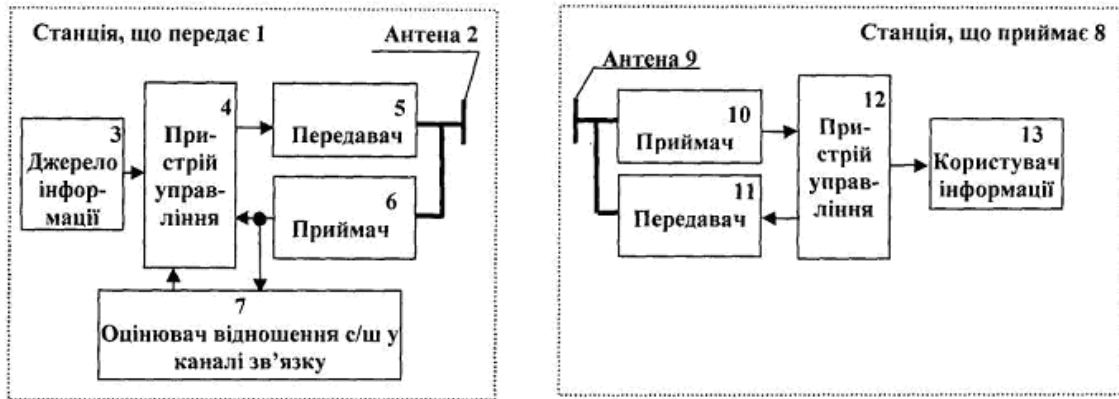 Станція, що передає 1
Антена 2
3
Джерело
інфор-
мації
4
При-
стрій
управ-
ління
5
Передавач
6
Приймач
7
Оцінювач відношення с/ш у
каналі зв’язку
Станція, що приймає 8
Антена 9
10
Приймач
11
Передавач
12
При-
стрій
управ-
ління
13
Користувач
інформації